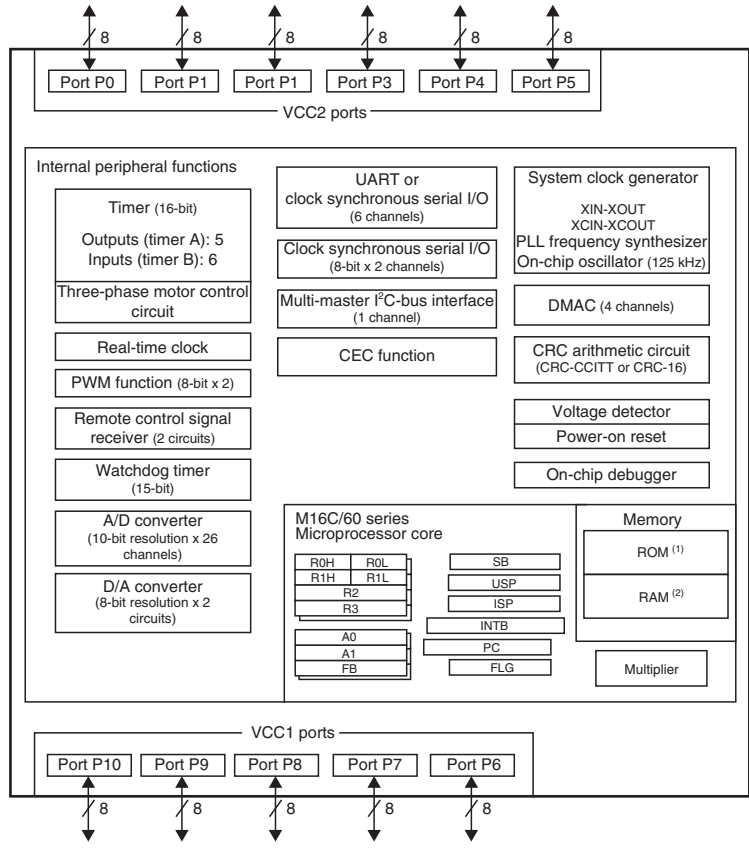 8 8 8 8 8 8
Port P0 Port P1 Port P1 Port P3 Port P4 Port P5
VCC2 ports
Internal peripheral functions
Timer (16-bit)
Outputs (timer A): 5
Inputs (timer B): 6
Three-phase motor control
circuit
Real-time clock
PWM function (8-bit x 2)
Remote control signal
receiver (2 circuits)
Watchdog timer
(15-bit)
A/D converter
(10-bit resolution x 26
channels)
D/A converter
(8-bit resolution x 2
circuits)
UART or
clock synchronous serial I/O
(6 channels)
Clock synchronous serial I/O
(8-bit x 2 channels)
Multi-master I²C-bus interface
(1 channel)
CEC function
System clock generator
XIN-XOUT
XCIN-XCOUT
PLL frequency synthesizer
On-chip oscillator (125 kHz)
DMAC (4 channels)
CRC arithmetic circuit
(CRC-CCITT or CRC-16)
Voltage detector
Power-on reset
On-chip debugger
M16C/60 series
Microprocessor core
R0H R0L
R1H R1L
R2
R3
A0
A1
FB
SB
USP
ISP
INTB
PC
FLG
Memory
ROM (1)
RAM (2)
Multiplier
VCC1 ports
Port P10 Port P9 Port P8 Port P7 Port P6
8 8 8 8 8